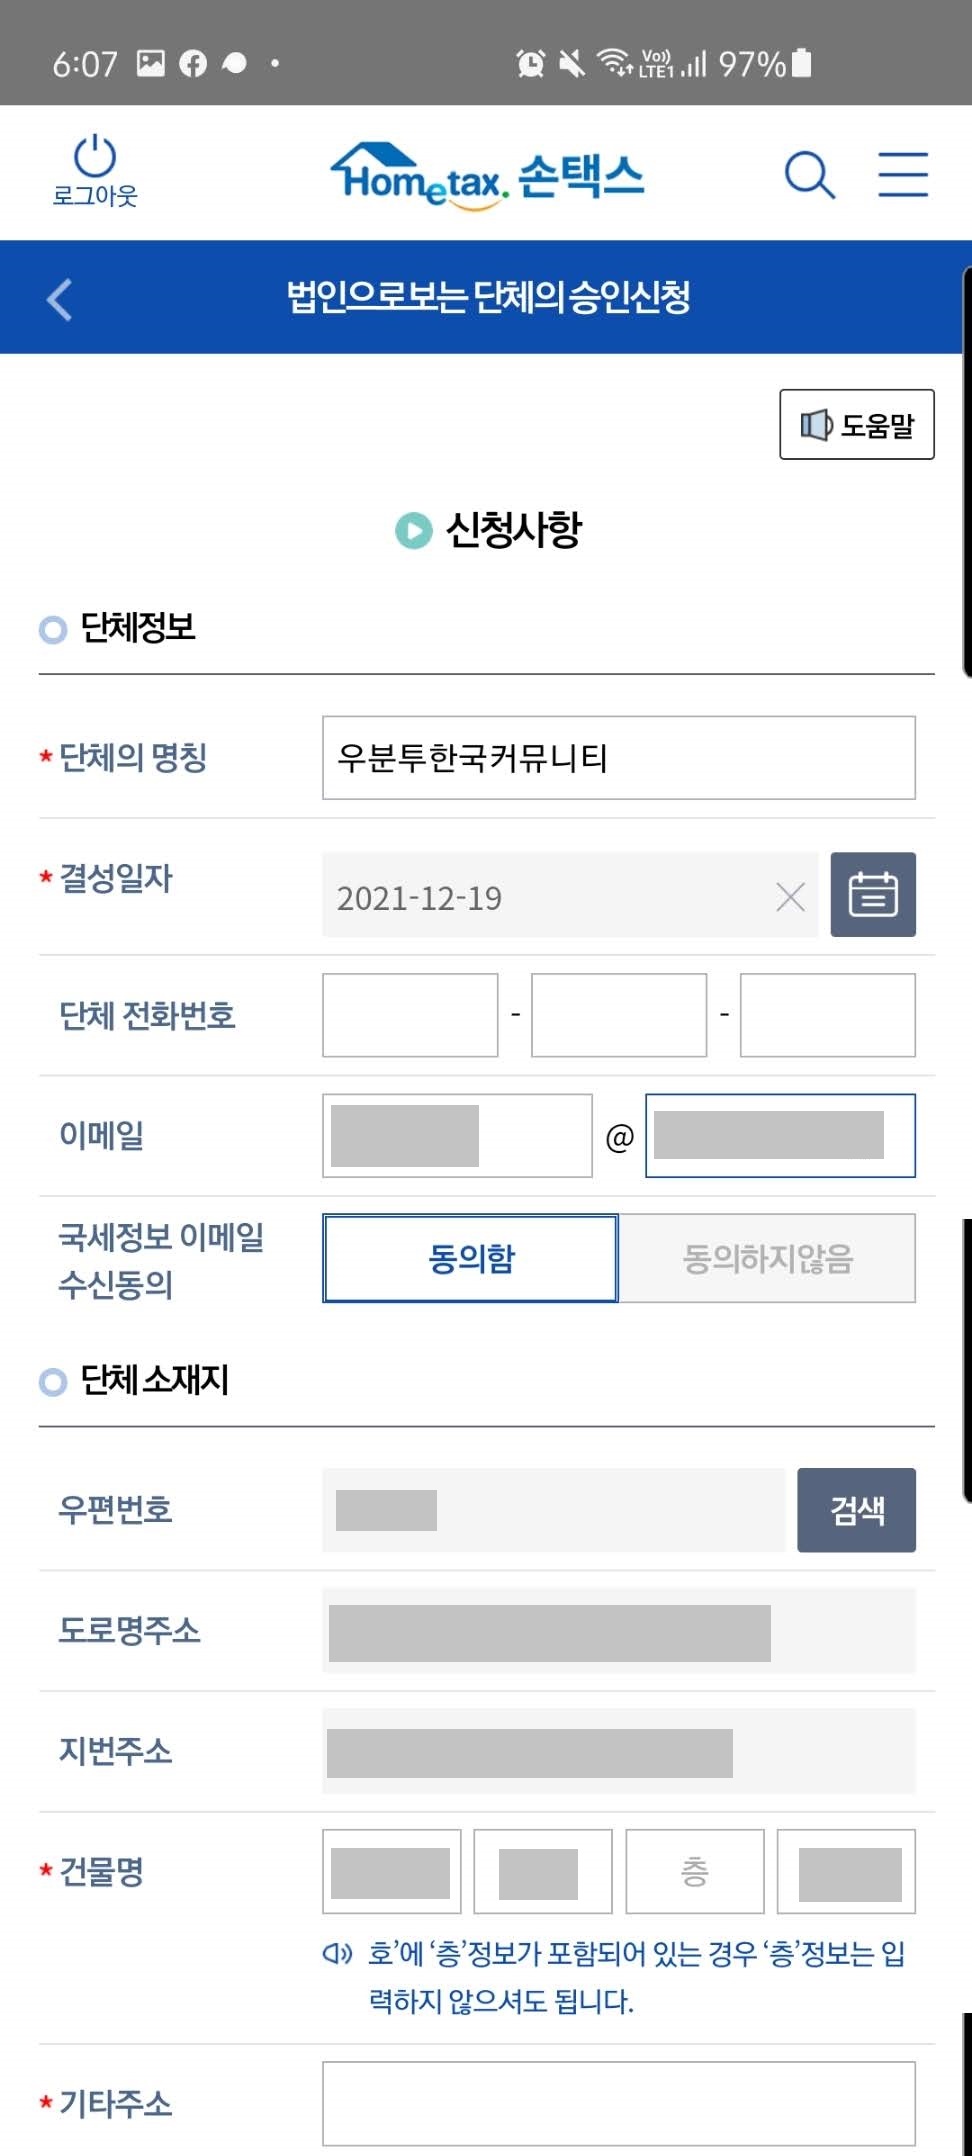 6:07 Vo)) LTE1 97%
로그아웃
Hometax. 손택스
법인으로보는 단체의 승인신청
도움말
신청사항
단체정보
* 단체의 명칭 우분투한국커뮤니티
* 결성일자 2021-12-19
단체 전화번호 - -
이메일 @
국세정보 이메일
수신동의
동의함 동의하지않음
단체 소재지
우편번호 검색
도로명주소
지번주소
* 건물명 층
호’에 ‘층’정보가 포함되어 있는 경우 ‘층’정보는 입
력하지 않으셔도 됩니다.
* 기타주소